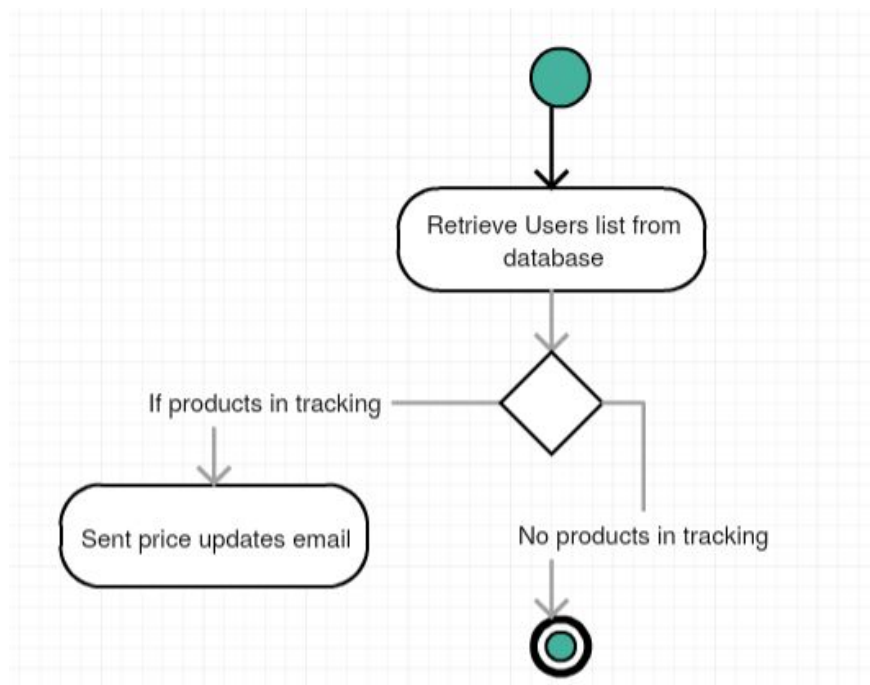 Retrieve Users list from
database
If products in tracking
Sent price updates email
No products in tracking